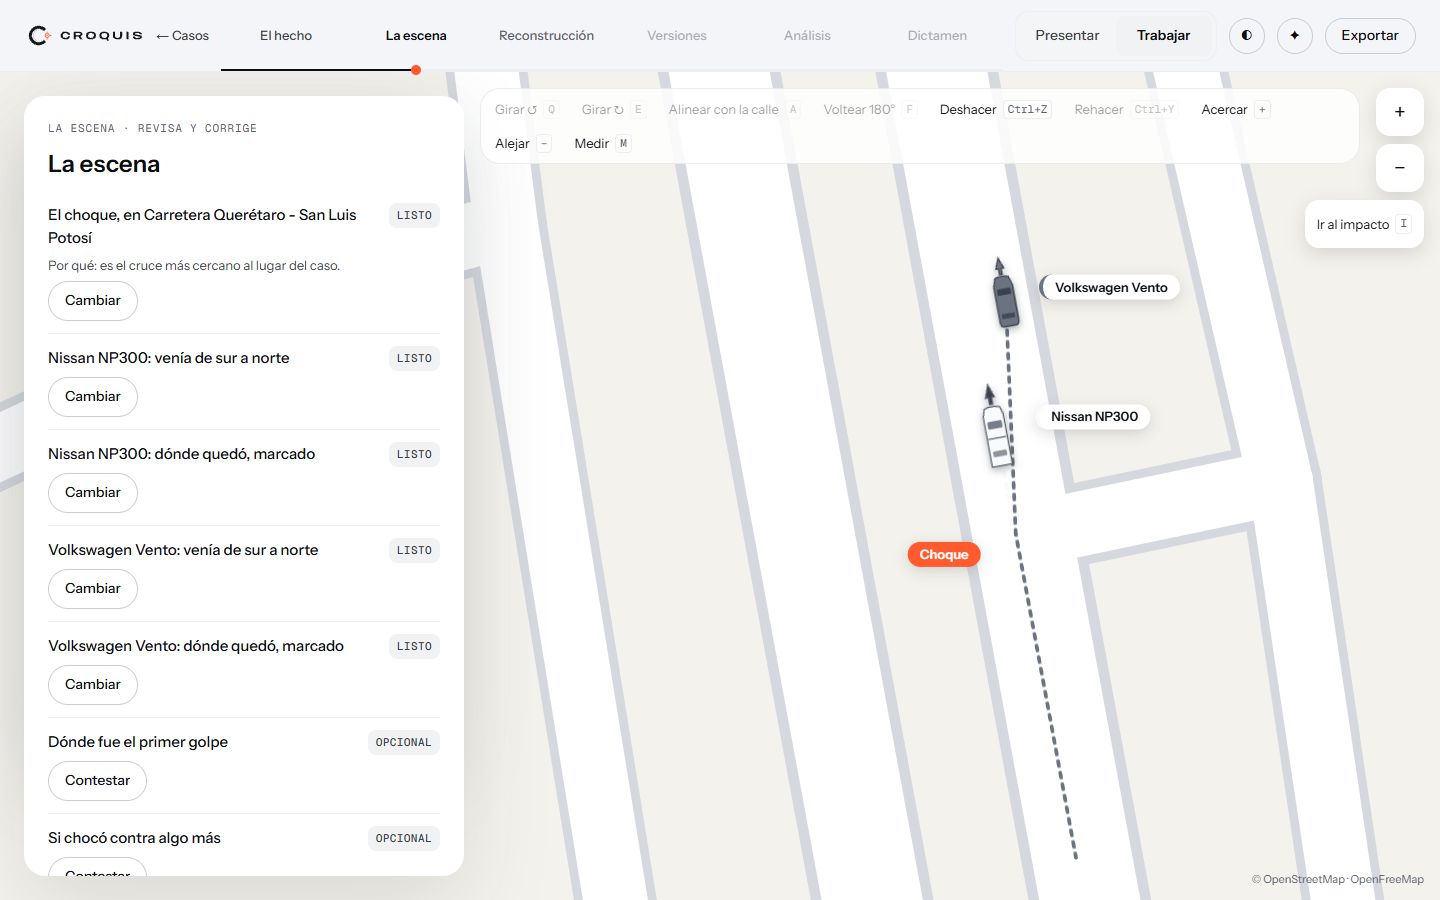 CROQUIS
← Casos
El hecho
La escena
Reconstrucción
Versiones
Análisis
Dictamen
Presentar
Trabajar
Exportar
LA ESCENA · REVISA Y CORRIGE
La escena
El choque, en Carretera Querétaro - San Luis
Potosí
LISTO
Por qué: es el cruce más cercano al lugar del caso.
Cambiar
Nissan NP300: venía de sur a norte
LISTO
Cambiar
Nissan NP300: dónde quedó, marcado
LISTO
Cambiar
Volkswagen Vento: venía de sur a norte
LISTO
Cambiar
Volkswagen Vento: dónde quedó, marcado
LISTO
Cambiar
Dónde fue el primer golpe
OPCIONAL
Contestar
Si chocó contra algo más
OPCIONAL
Contestar
Girar ↺ Q
Girar ↻ E
Alinear con la calle A
Voltear 180° F
Deshacer Ctrl+Z
Rehacer Ctrl+Y
Acercar +
Alejar −
Medir M
+
−
Ir al impacto I
Volkswagen Vento
Nissan NP300
Choque
© OpenStreetMap · OpenFreeMap